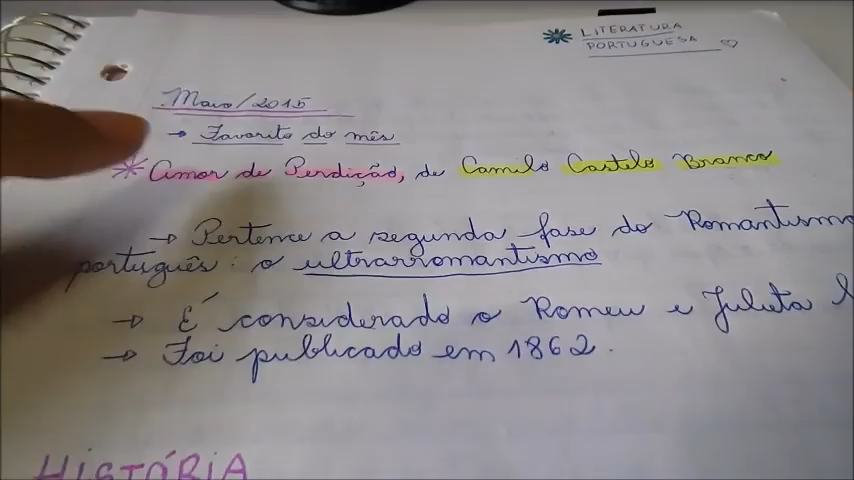 LITERATURA
PORTUGUESA
Maio/2015
→ Favorito do mês
* Amor de Perdição, de Camilo Castelo Branco
→ Pertence a segunda fase do Romantismo
português: o ultrarromantismo
→ É considerado o Romeu e Julieta
→ Foi publicado em 1862.
HISTÓRIA